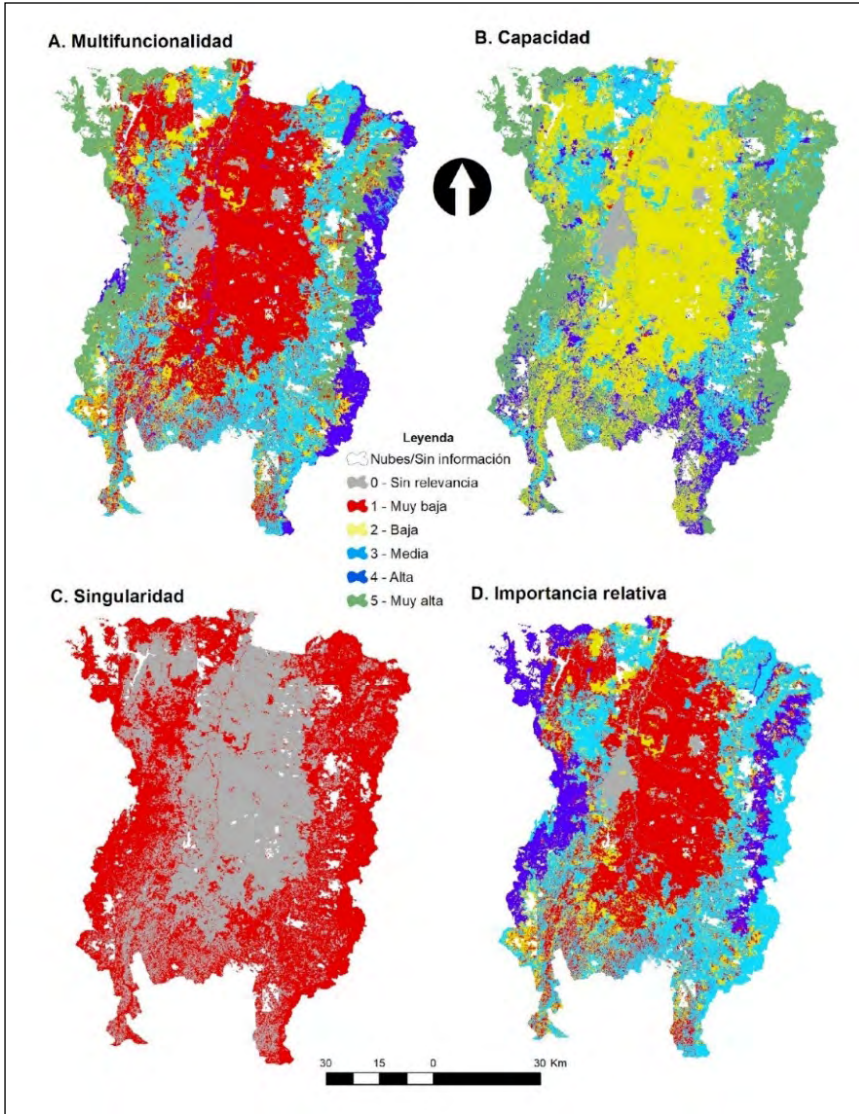 A. Multifuncionalidad
B. Capacidad
Leyenda
Nubes/Sin información
0 - Sin relevancia
1 - Muy baja
2 - Baja
3 - Media
4 - Alta
5 - Muy alta
C. Singularidad
D. Importancia relativa
30 15 0 30 Km